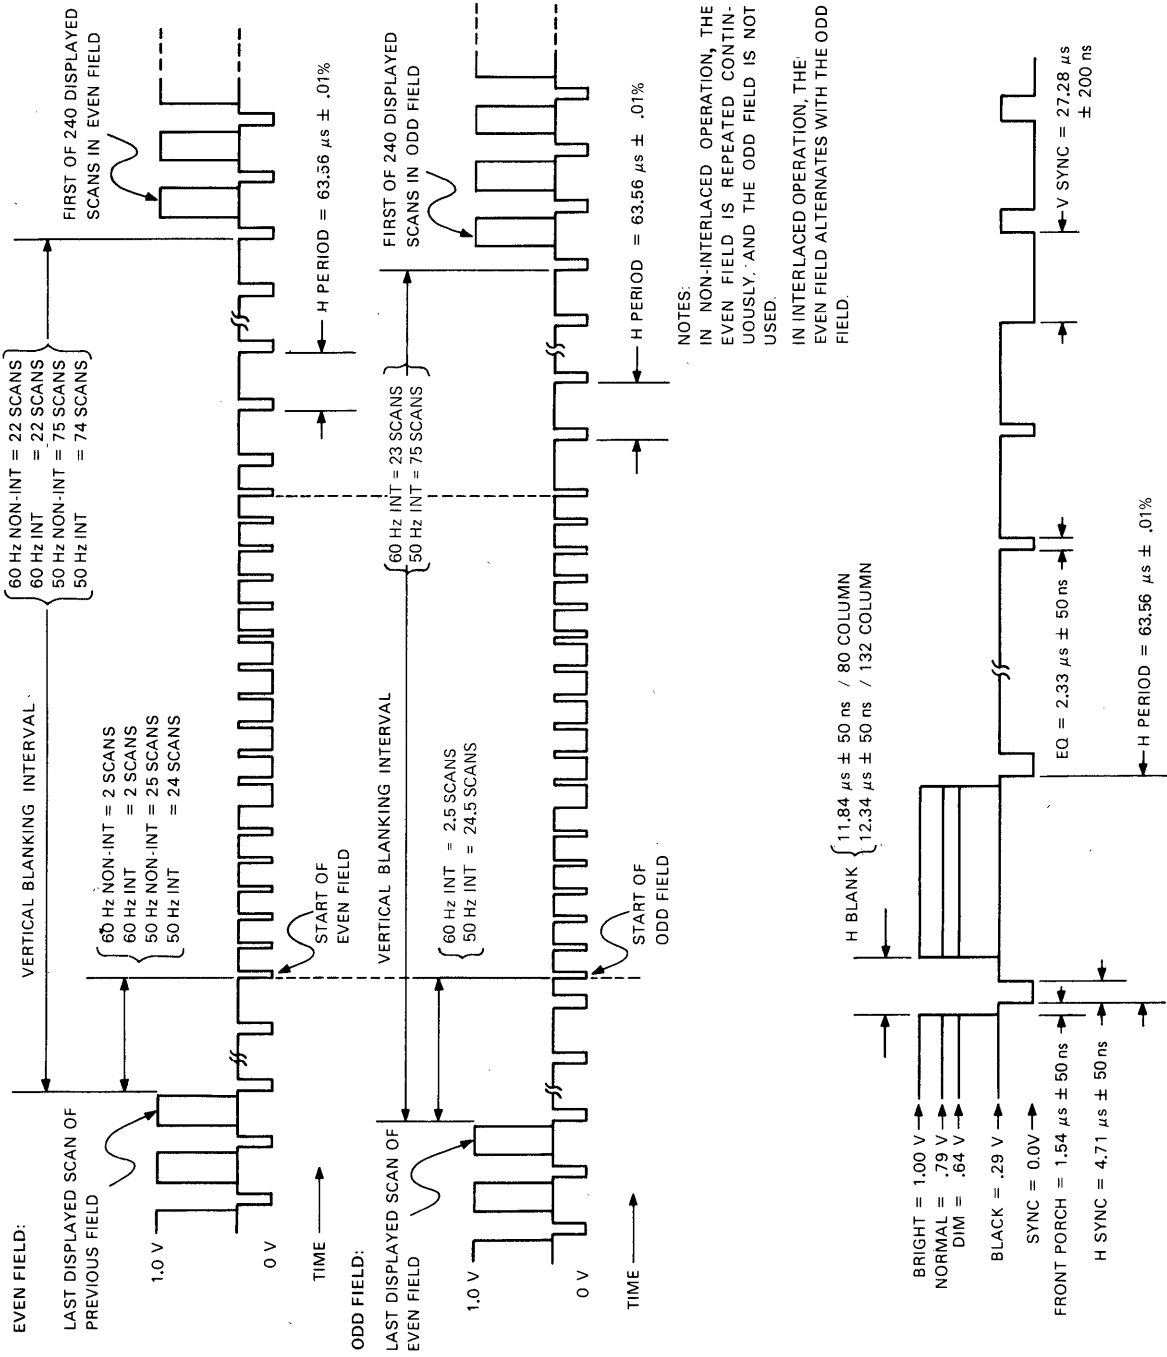 EVEN FIELD:
LAST DISPLAYED SCAN OF
PREVIOUS FIELD
VERTICAL BLANKING INTERVAL
60 Hz NON-INT = 22 SCANS
60 Hz INT = 22 SCANS
50 Hz NON-INT = 75 SCANS
50 Hz INT = 74 SCANS
FIRST OF 240 DISPLAYED
SCANS IN EVEN FIELD
60 Hz NON-INT = 2 SCANS
60 Hz INT = 2 SCANS
50 Hz NON-INT = 25 SCANS
50 Hz INT = 24 SCANS
1.0 V
0 V
START OF
EVEN FIELD
H PERIOD = 63.56 µs ± .01%
TIME
ODD FIELD:
LAST DISPLAYED SCAN OF
EVEN FIELD
VERTICAL BLANKING INTERVAL
60 Hz INT = 23 SCANS
50 Hz INT = 75 SCANS
FIRST OF 240 DISPLAYED
SCANS IN ODD FIELD
60 Hz INT = 2.5 SCANS
50 Hz INT = 24.5 SCANS
1.0 V
0 V
START OF
ODD FIELD
H PERIOD = 63.56 µs ± .01%
TIME
NOTES:
IN NON-INTERLACED OPERATION, THE
EVEN FIELD IS REPEATED CONTIN-
UOUSLY, AND THE ODD FIELD IS NOT
USED.
IN INTERLACED OPERATION, THE
EVEN FIELD ALTERNATES WITH THE ODD
FIELD.
H BLANK
11.84 µs ± 50 ns / 80 COLUMN
12.34 µs ± 50 ns / 132 COLUMN
BRIGHT = 1.00 V
NORMAL = .79 V
DIM = .64 V
BLACK = .29 V
SYNC = 0.0V
FRONT PORCH = 1.54 µs ± 50 ns
H SYNC = 4.71 µs ± 50 ns
EQ = 2.33 µs ± 50 ns
V SYNC = 27.28 µs
± 200 ns
H PERIOD = 63.56 µs ± .01%